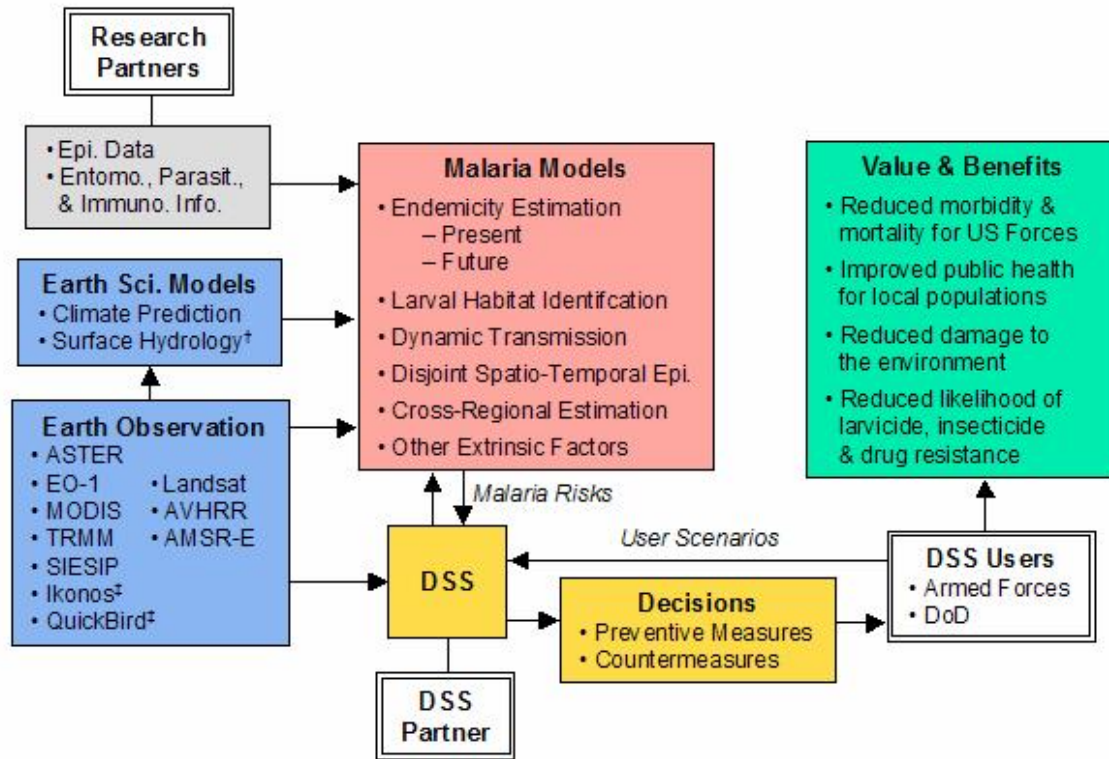 Research
Partners
• Epi. Data
• Entomo., Parasit.,
& Immuno. Info.
Earth Sci. Models
• Climate Prediction
• Surface Hydrology†
Earth Observation
• ASTER
• EO-1 • Landsat
• MODIS • AVHRR
• TRMM • AMSR-E
• SIESIP
• Ikonos‡
• QuickBird‡
Malaria Models
• Endemicity Estimation
– Present
– Future
• Larval Habitat Identifcation
• Dynamic Transmission
• Disjoint Spatio-Temporal Epi.
• Cross-Regional Estimation
• Other Extrinsic Factors
Malaria Risks
DSS
DSS
Partner
User Scenarios
Decisions
• Preventive Measures
• Countermeasures
DSS Users
• Armed Forces
• DoD
Value & Benefits
• Reduced morbidity &
mortality for US Forces
• Improved public health
for local populations
• Reduced damage to
the environment
• Reduced likelihood of
larvicide, insecticide
& drug resistance